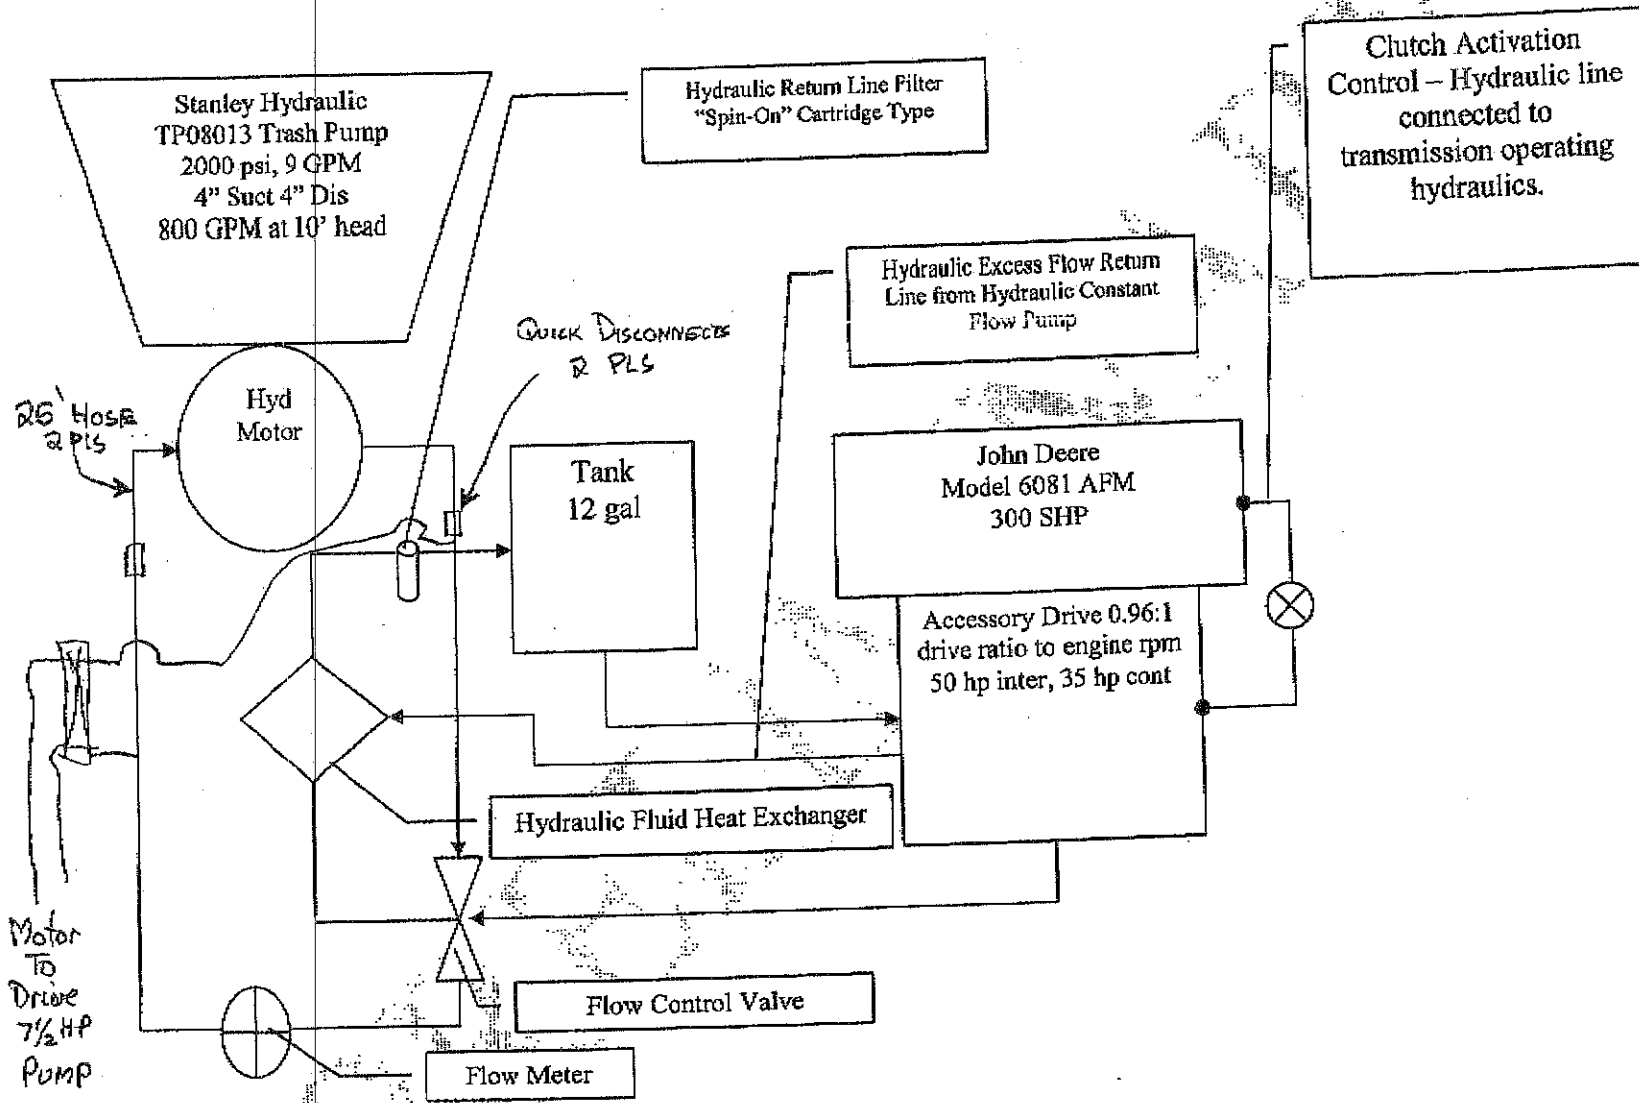 Stanley Hydraulic
TP08013 Trash Pump
2000 psi, 9 GPM
4" Suct 4" Dis
800 GPM at 10' head
Hydraulic Return Line Filter
"Spin-On" Cartridge Type
Clutch Activation
Control – Hydraulic line
connected to
transmission operating
hydraulics.
Hydraulic Excess Flow Return
Line from Hydraulic Constant
Flow Pump
QUICK DISCONNECTS
2 PLS
25' HOSE
2 PLS
Hyd
Motor
Tank
12 gal
John Deere
Model 6081 AFM
300 SHP
Accessory Drive 0.96:1
drive ratio to engine rpm
50 hp inter, 35 hp cont
Hydraulic Fluid Heat Exchanger
Motor
To
Drive
7½ HP
PUMP
Flow Control Valve
Flow Meter